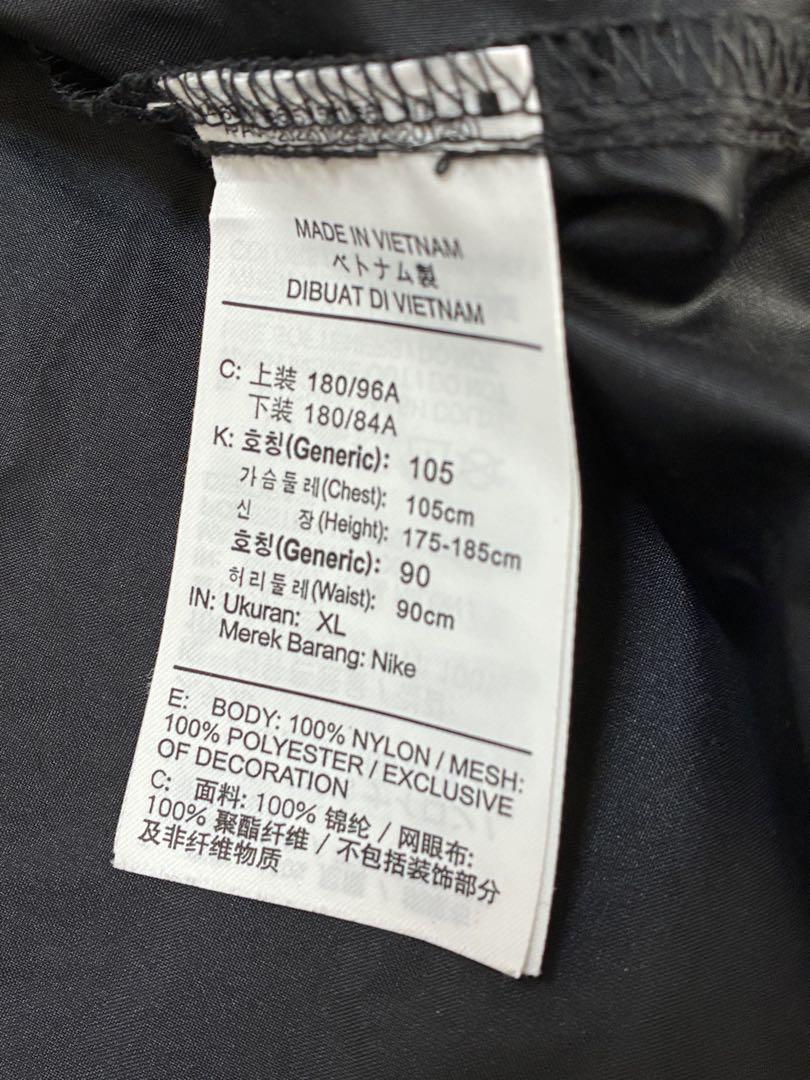 MADE IN VIETNAM
ベトナム製
DIBUAT DI VIETNAM
C: 上装 180/96A
下装 180/84A
K: 호칭(Generic): 105
가슴둘레(Chest): 105cm
신 장(Height): 175-185cm
호칭(Generic): 90
허리둘레(Waist): 90cm
IN: Ukuran: XL
Merek Barang: Nike
E: BODY: 100% NYLON / MESH:
100% POLYESTER / EXCLUSIVE
OF DECORATION
C: 面料: 100% 锦纶 / 网眼布:
100% 聚酯纤维 / 不包括装饰部分
及非纤维物质